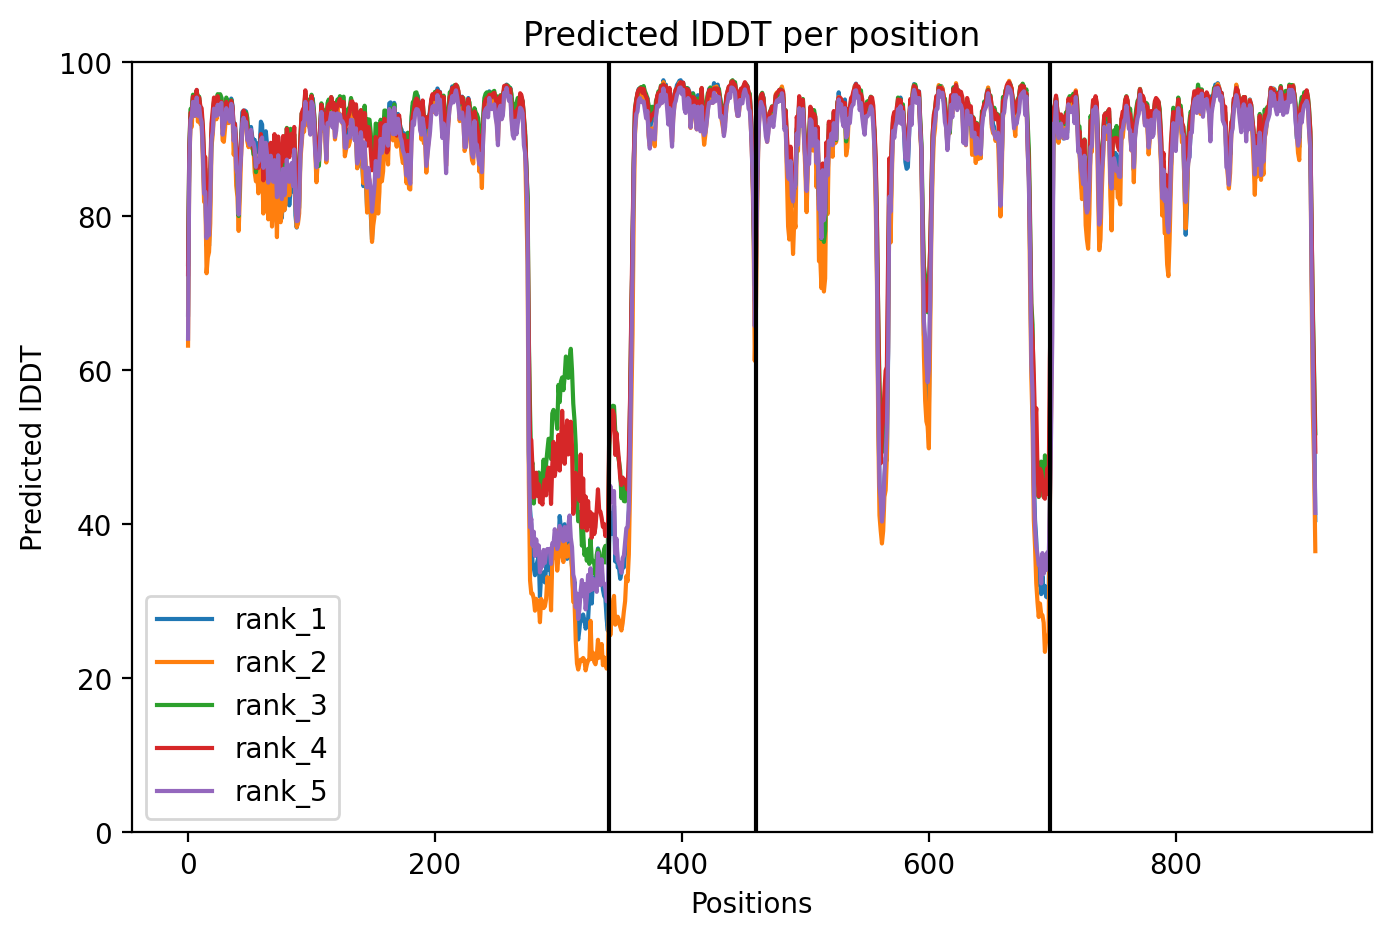 Predicted lDDT per position
100
80
60
40
20
0
Predicted lDDT
rank_1
rank_2
rank_3
rank_4
rank_5
0
200
400
600
800
Positions